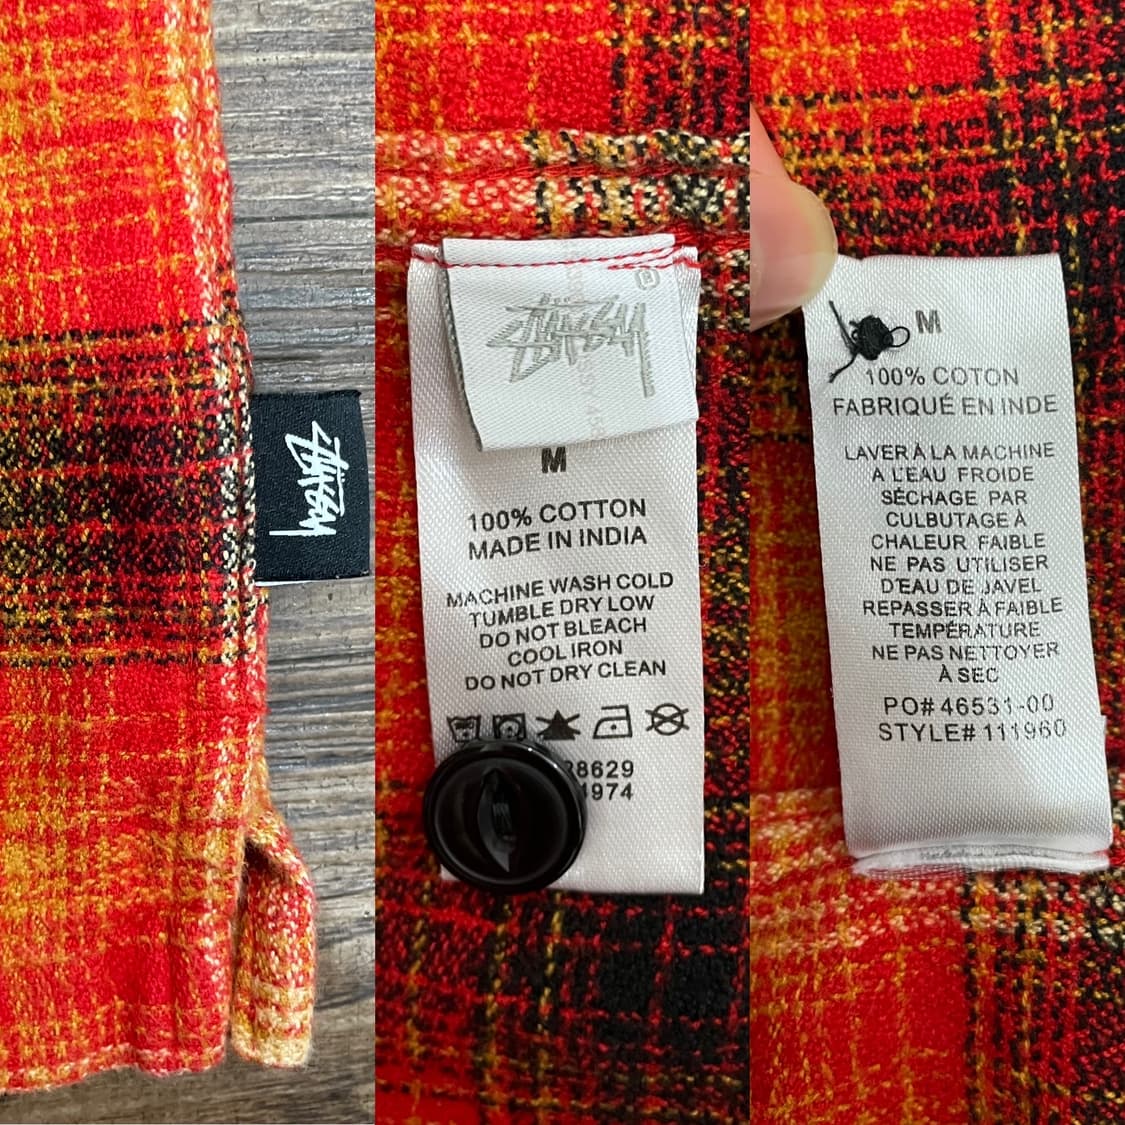 STÜSSY
STÜSSY
®
M
100% COTTON
MADE IN INDIA
MACHINE WASH COLD
TUMBLE DRY LOW
DO NOT BLEACH
COOL IRON
DO NOT DRY CLEAN
8629
4974
M
100% COTON
FABRIQUÉ EN INDE
LAVER À LA MACHINE
A L'EAU FROIDE
SÉCHAGE PAR
CULBUTAGE À
CHALEUR FAIBLE
NE PAS UTILISER
D'EAU DE JAVEL
REPASSER À FAIBLE
TEMPÉRATURE
NE PAS NETTOYER
À SEC
PO# 46531-00
STYLE# 111960